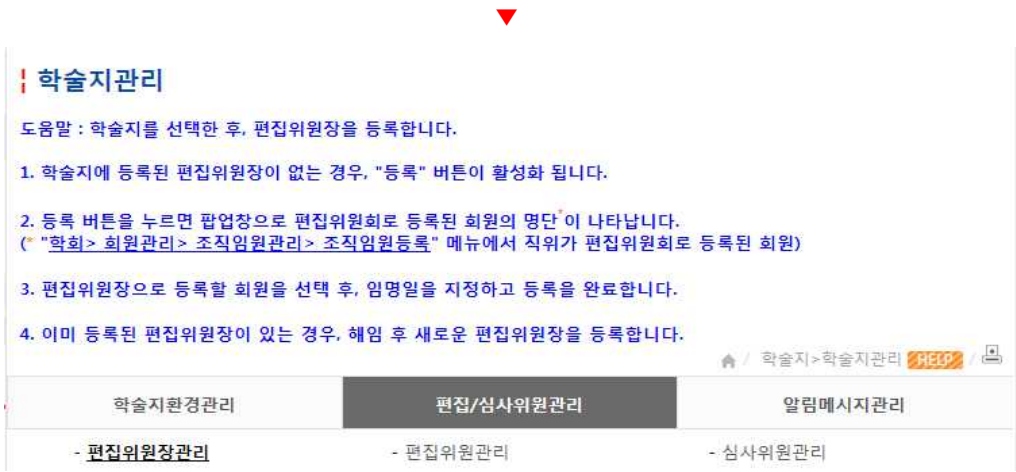 학술지관리
도움말 : 학술지를 선택한 후, 편집위원장을 등록합니다.
1. 학술지에 등록된 편집위원장이 없는 경우, "등록" 버튼이 활성화 됩니다.
2. 등록 버튼을 누르면 팝업창으로 편집위원회로 등록된 회원의 명단*이 나타납니다.
(* "학회> 회원관리> 조직임원관리> 조직임원등록" 메뉴에서 직위가 편집위원회로 등록된 회원)
3. 편집위원장으로 등록할 회원을 선택 후, 임명일을 지정하고 등록을 완료합니다.
4. 이미 등록된 편집위원장이 있는 경우, 해임 후 새로운 편집위원장을 등록합니다.
/ 학술지>학술지관리 HELP /
학술지환경관리 편집/심사위원관리 알림메시지관리
- 편집위원장관리 - 편집위원관리 - 심사위원관리